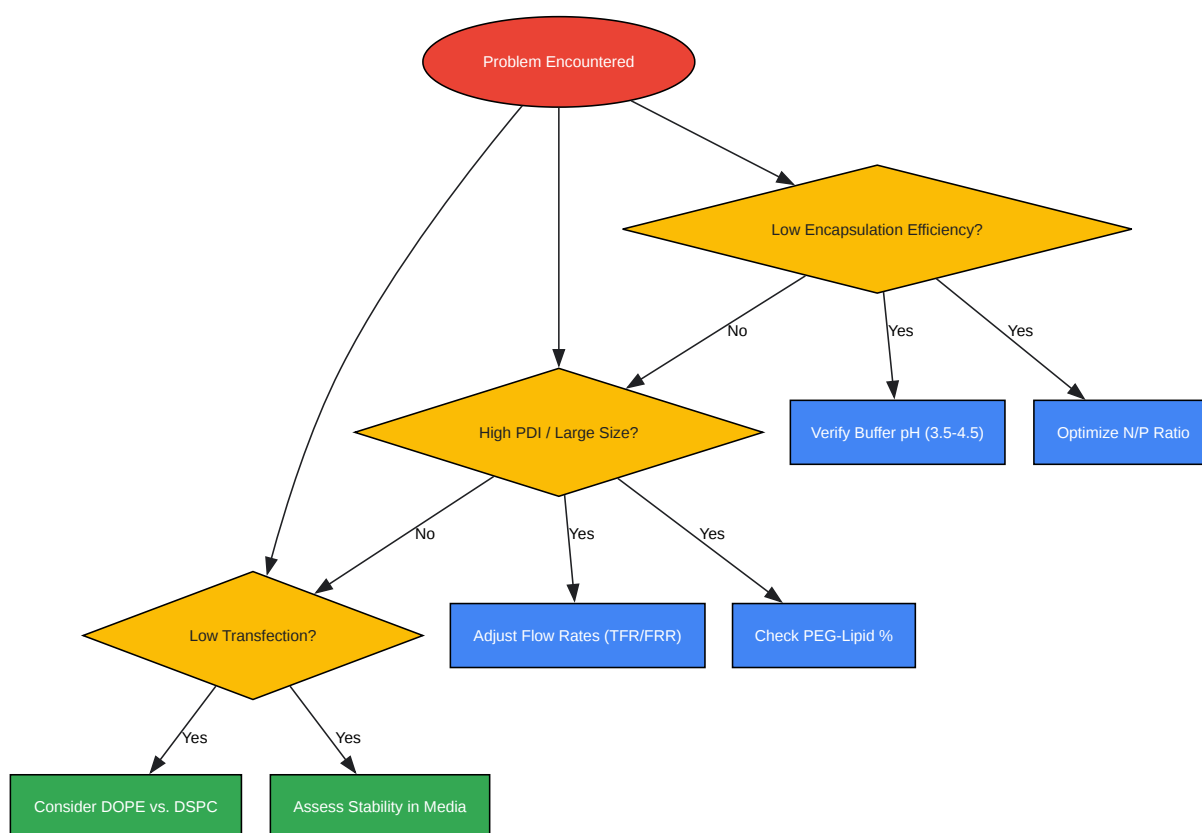 Problem Encountered
Low Encapsulation Efficiency?
No
Yes
Yes
High PDI / Large Size?
Verify Buffer pH (3.5-4.5)
Optimize N/P Ratio
No
Yes
Yes
Low Transfection?
Adjust Flow Rates (TFR/FRR)
Check PEG-Lipid %
Yes
Yes
Consider DOPE vs. DSPC
Assess Stability in Media